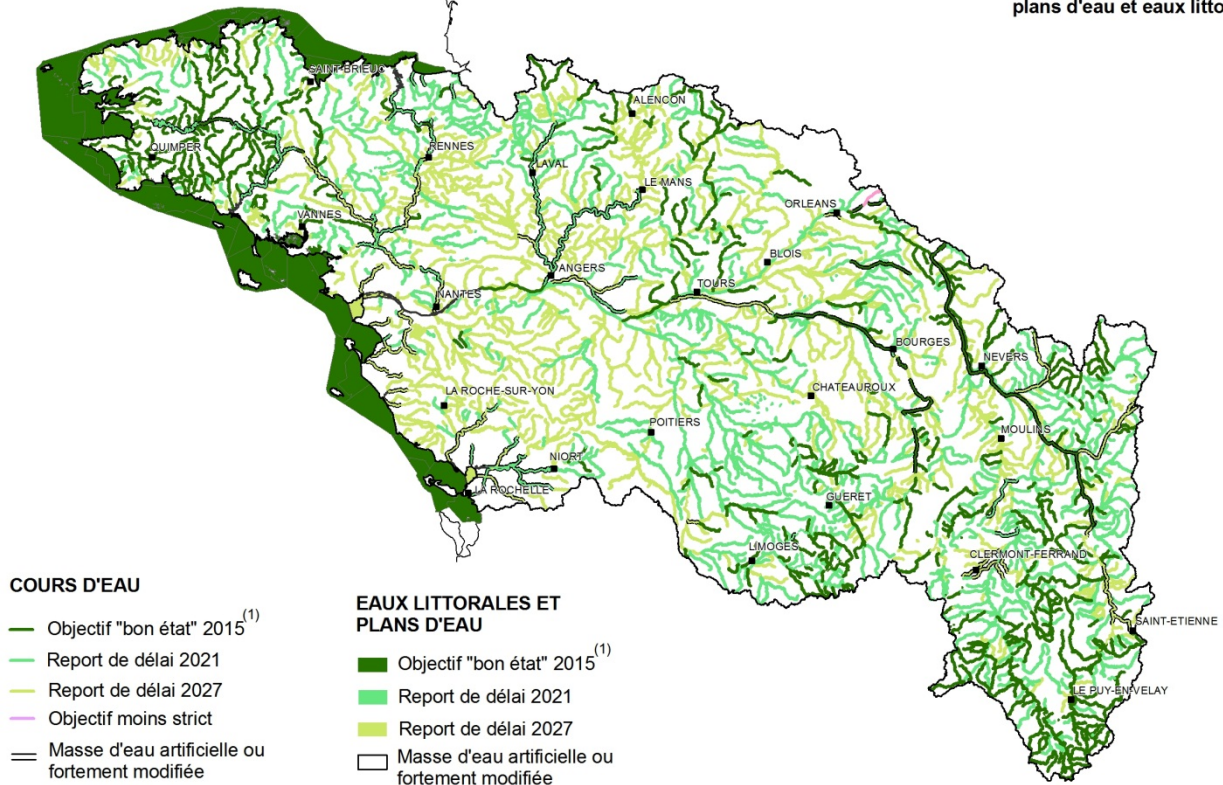 plans d'eau et eaux litto
SAINT-BRIEUC
ALENCON
QUIMPER
RENNES
LAVAL
LE MANS
ORLEANS
VANNES
BLOIS
ANGERS
TOURS
NANTES
BOURGES
NEVERS
CHATEAUROUX
LA ROCHE-SUR-YON
POITIERS
MOULINS
NIORT
LA ROCHELLE
GUERET
LIMOGES
CLERMONT-FERRAND
SAINT-ETIENNE
LE PUY-EN-VELAY
COURS D'EAU
Objectif "bon état" 2015(1)
Report de délai 2021
Report de délai 2027
Objectif moins strict
Masse d'eau artificielle ou
fortement modifiée
EAUX LITTORALES ET
PLANS D'EAU
Objectif "bon état" 2015(1)
Report de délai 2021
Report de délai 2027
Masse d'eau artificielle ou
fortement modifiée